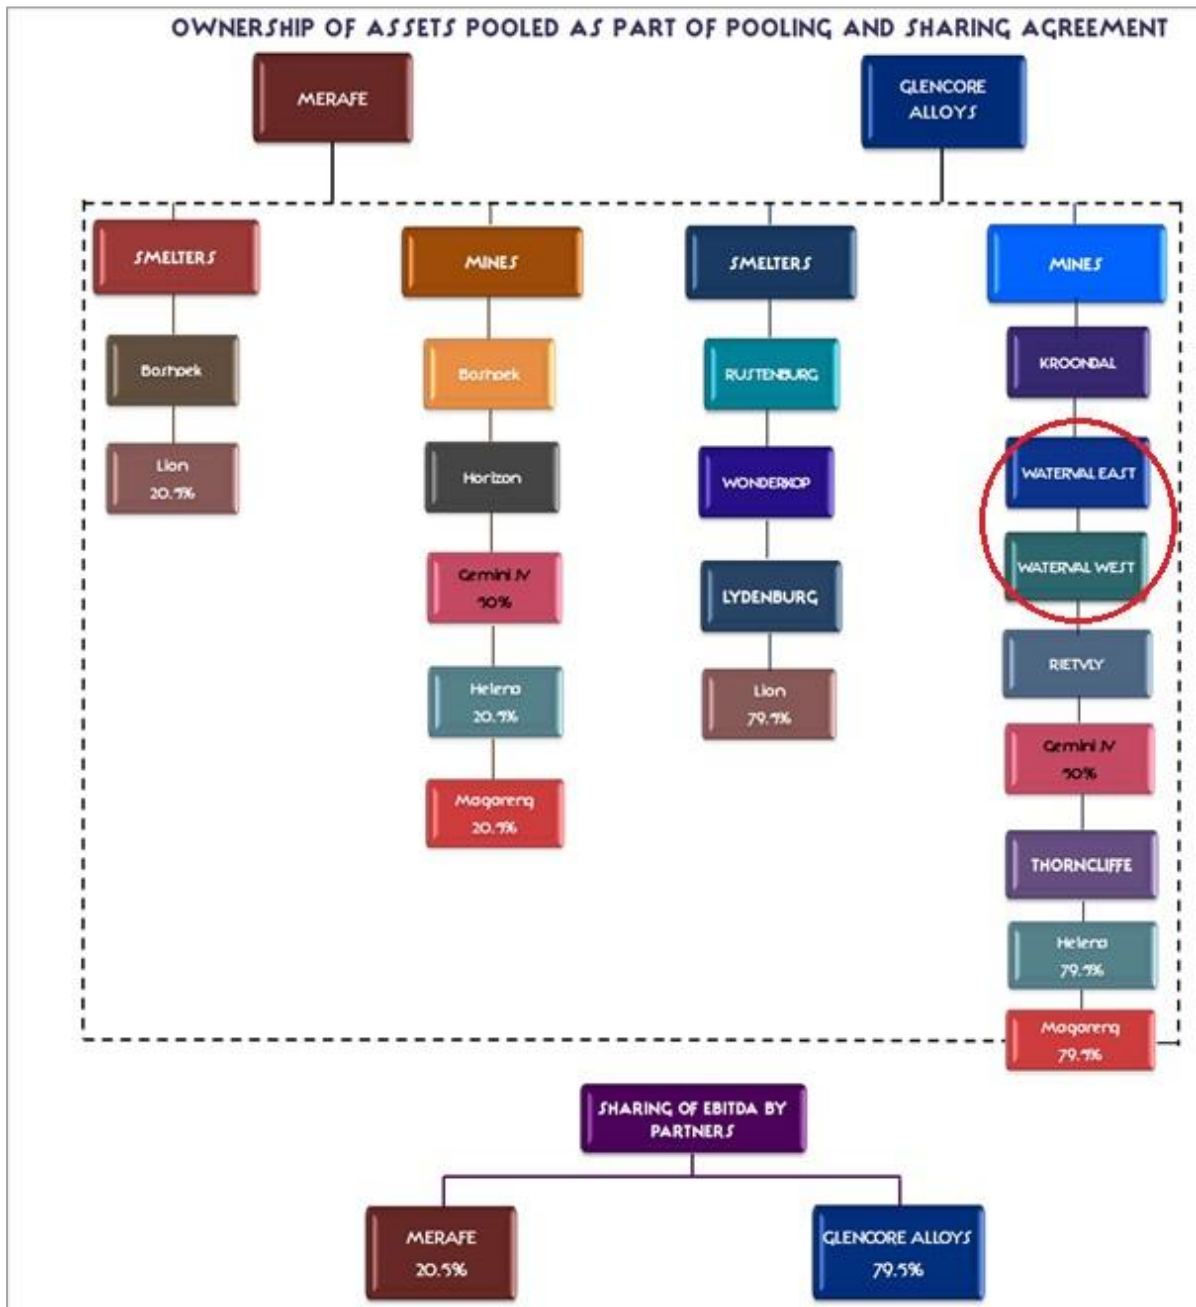 OWNERSHIP OF ASSETS POOLED AS PART OF POOLING AND SHARING AGREEMENT
MERAFE
GLENCORE
ALLOYS
SMELTERS
Boshoek
Lion
20.5%
MINES
Boshoek
Horizon
Gemini JV
50%
Helena
20.5%
Magareng
20.5%
SMELTERS
RUSTENBURG
WONDERKOP
LYDENBURG
Lion
79.5%
MINES
KROONDAL
WATERVAL EAST
WATERVAL WEST
RIETVLY
Gemini JV
50%
THORNCLIFFE
Helena
79.5%
Magareng
79.5%
SHARING OF EBITDA BY
PARTNERS
MERAFE
20.5%
GLENCORE ALLOYS
79.5%